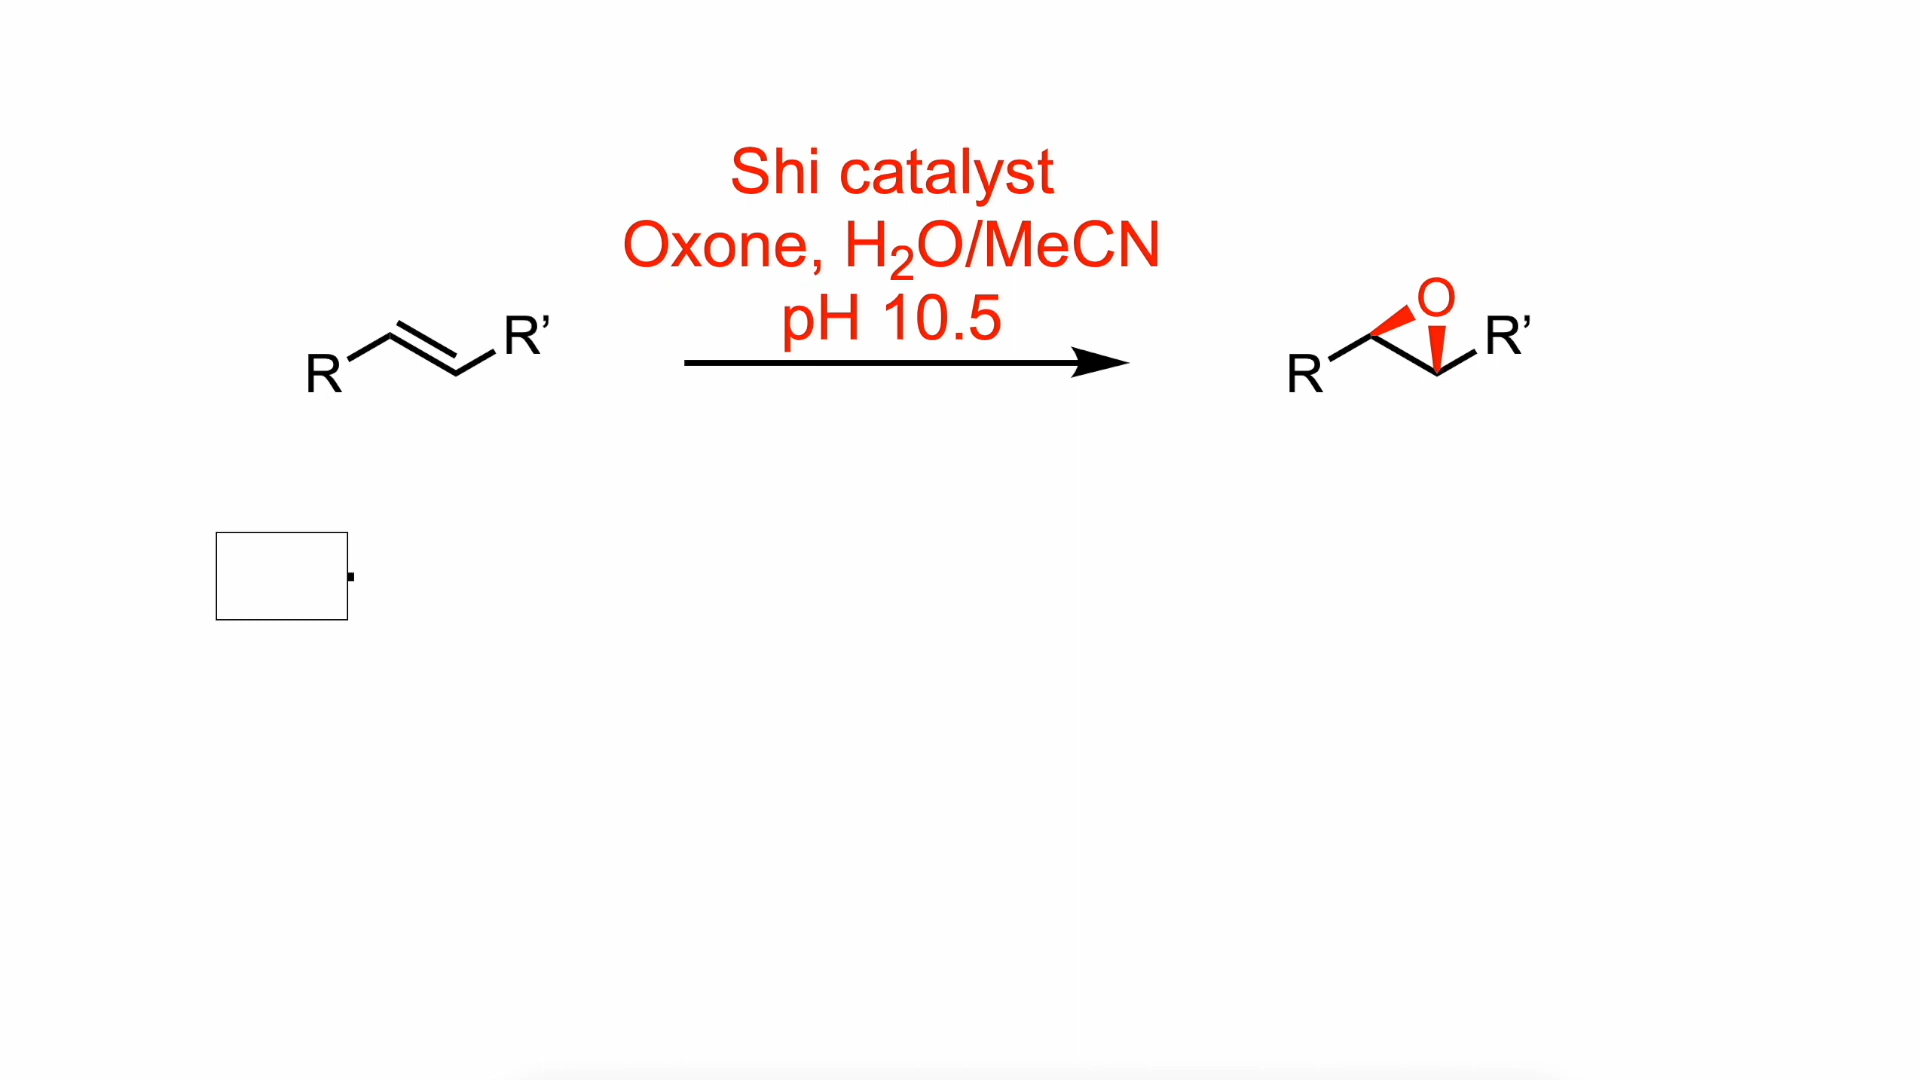 Shi catalyst
Oxone, H₂O/MeCN
pH 10.5
R R’
R O R’